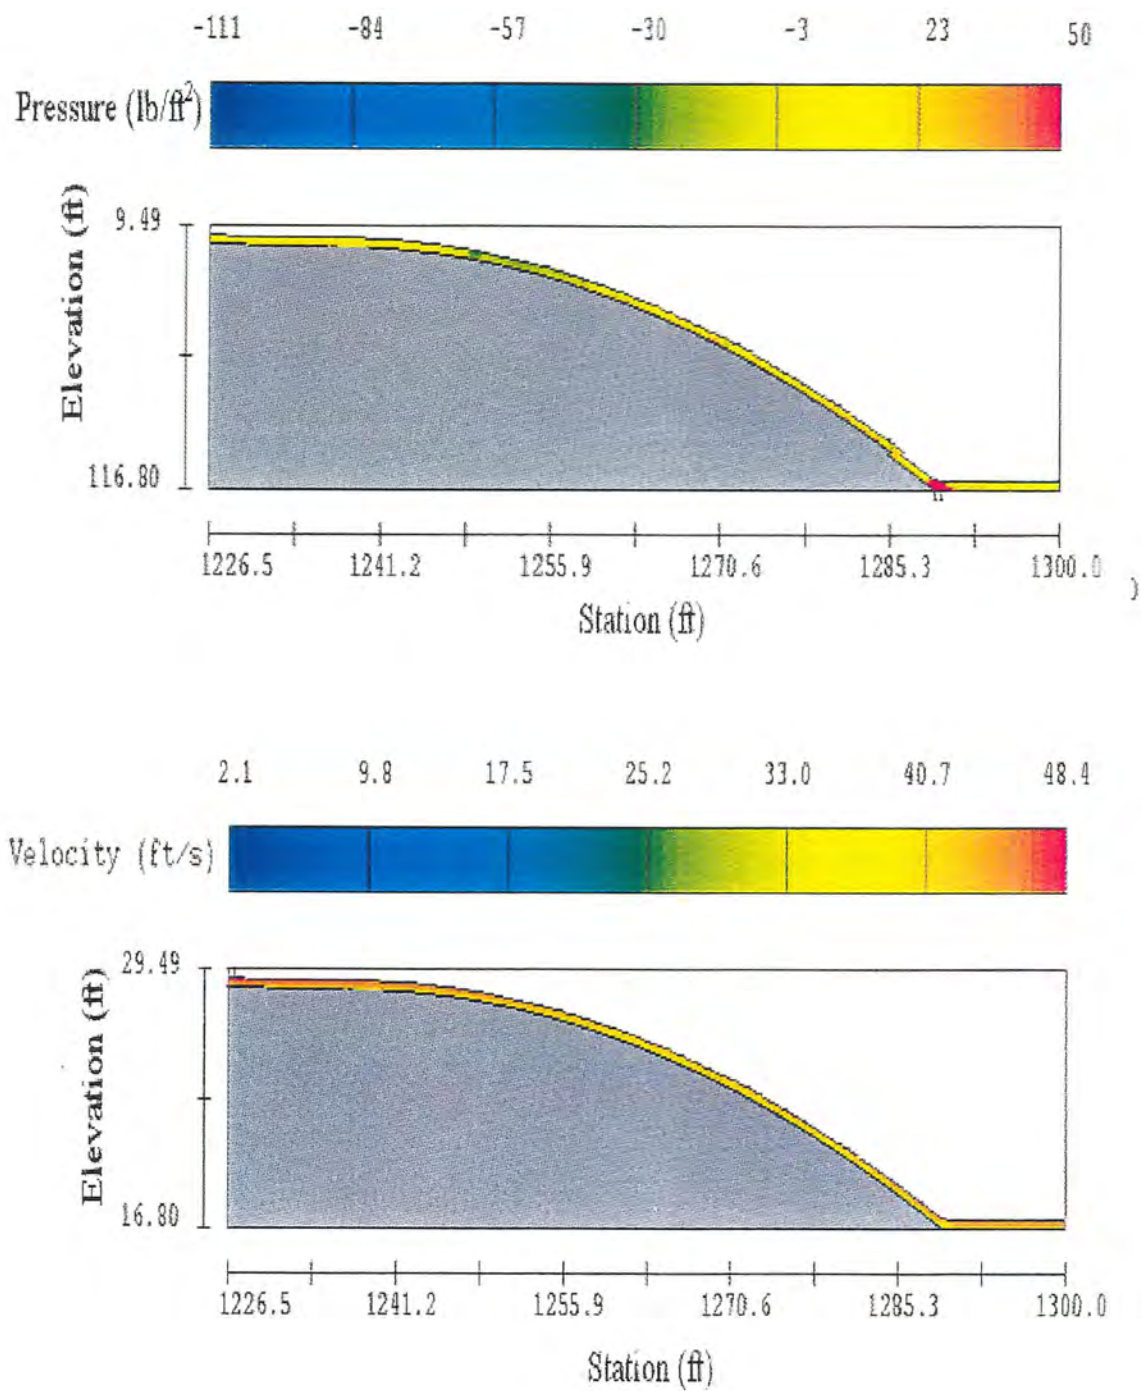 -111 -84 -57 -30 -3 23 50
Pressure (lb/ft²)
9.49
Elevation (ft)
116.80
1226.5 1241.2 1255.9 1270.6 1285.3 1300.0
Station (ft)
2.1 9.8 17.5 25.2 33.0 40.7 48.4
Velocity (ft/s)
29.49
Elevation (ft)
16.80
1226.5 1241.2 1255.9 1270.6 1285.3 1300.0
Station (ft)